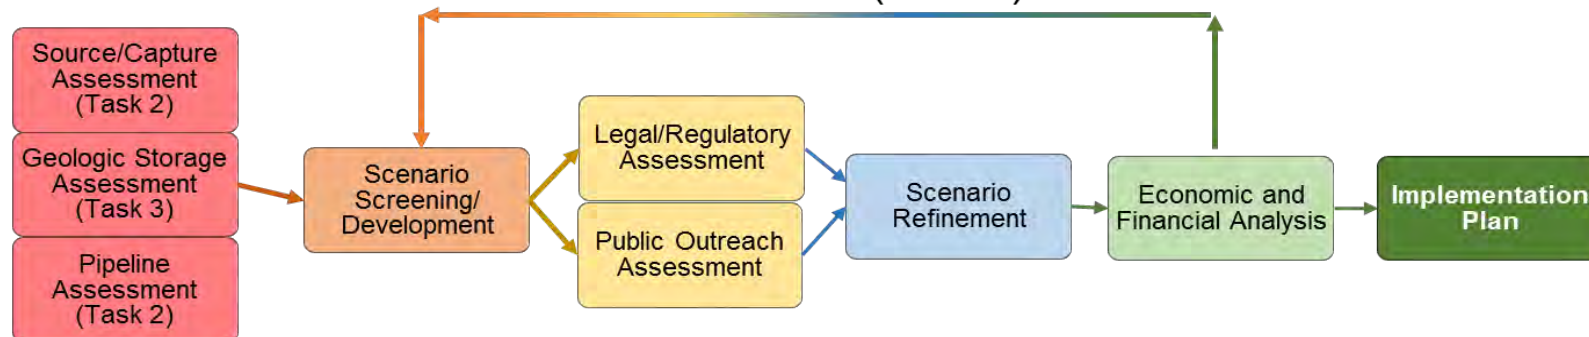 Source/Capture
Assessment
(Task 2)
Geologic Storage
Assessment
(Task 3)
Pipeline
Assessment
(Task 2)
Scenario
Screening/
Development
Legal/Regulatory
Assessment
Public Outreach
Assessment
Scenario
Refinement
Economic and
Financial Analysis
Implementation
Plan